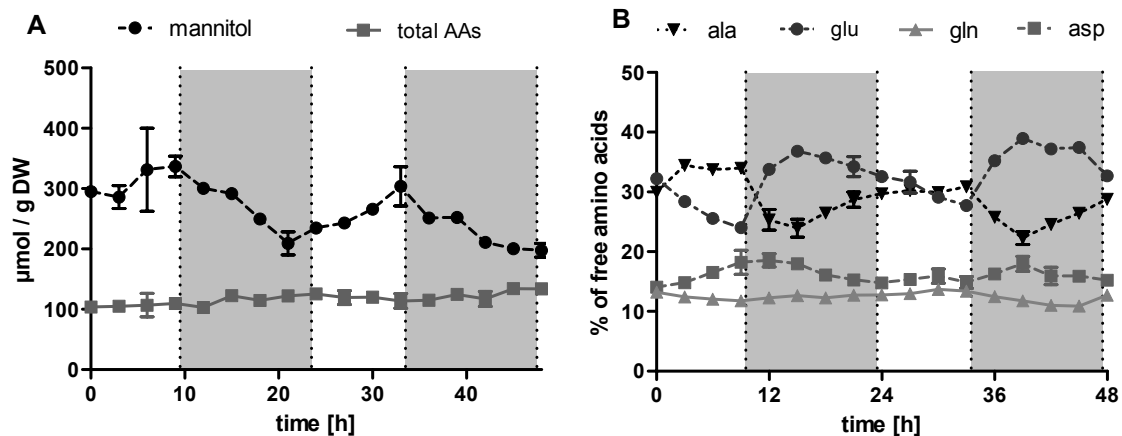 A
mannitol
total AAs
µmol / g DW
500
400
300
200
100
0
0
10
20
30
40
time [h]
B
ala
glu
gln
asp
% of free amino acids
50
40
30
20
10
0
0
12
24
36
48
time [h]